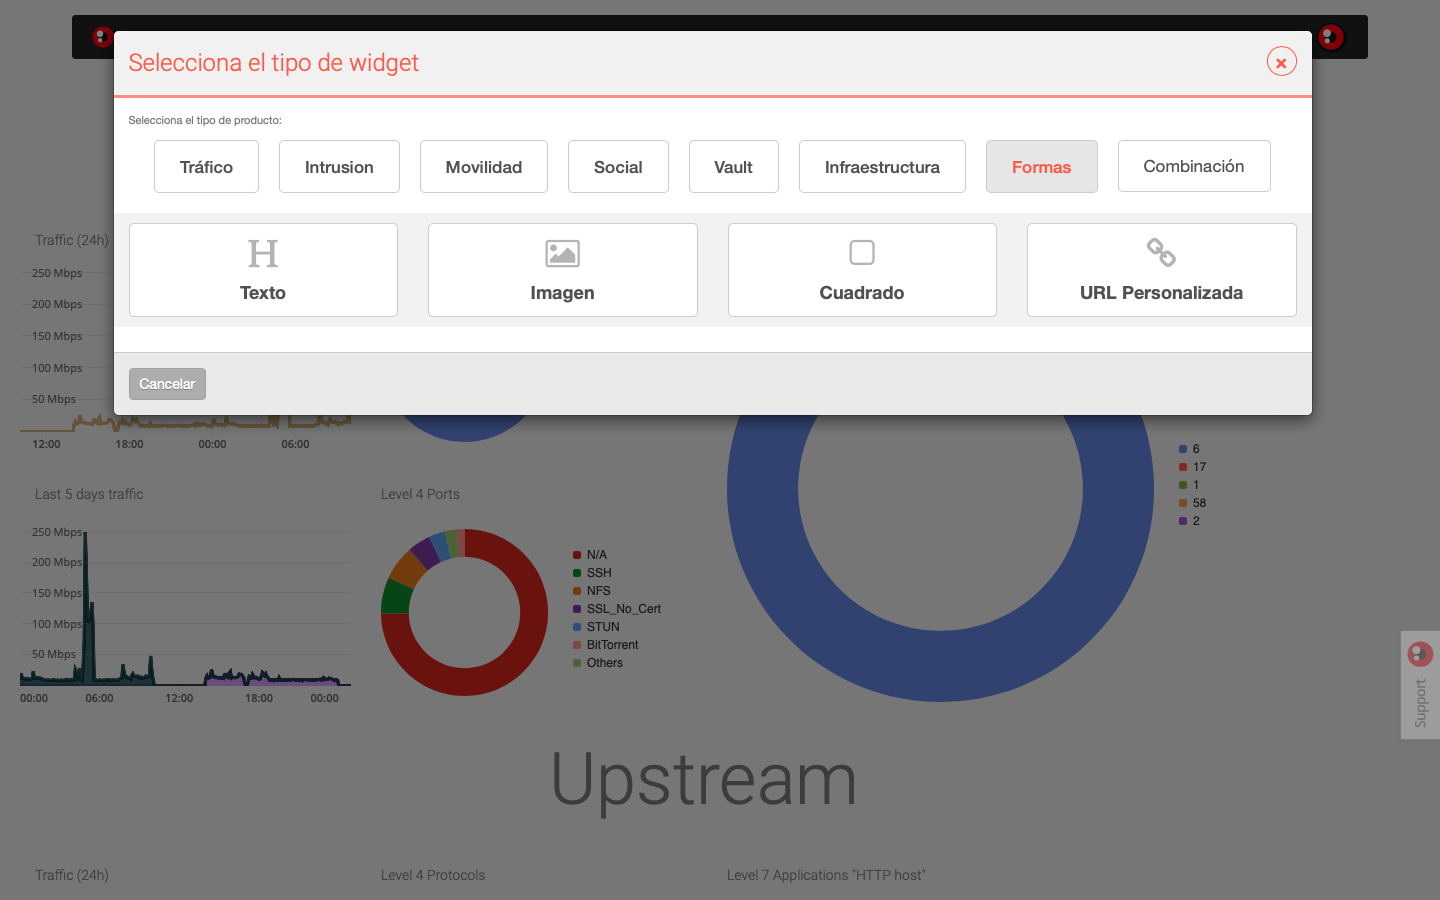 Selecciona el tipo de widget
Selecciona el tipo de producto:
Tráfico Intrusion Movilidad Social Vault Infraestructura Formas Combinación
H
Texto Imagen Cuadrado URL Personalizada
Cancelar
Traffic (24h)
250 Mbps
200 Mbps
150 Mbps
100 Mbps
50 Mbps
12:00 18:00 00:00 06:00
6
17
1
58
2
Last 5 days traffic
250 Mbps
200 Mbps
150 Mbps
100 Mbps
50 Mbps
00:00 06:00 12:00 18:00 00:00
Level 4 Ports
N/A
SSH
NFS
SSL_No_Cert
STUN
BitTorrent
Others
Support
Upstream
Traffic (24h)
Level 4 Protocols
Level 7 Applications "HTTP host"